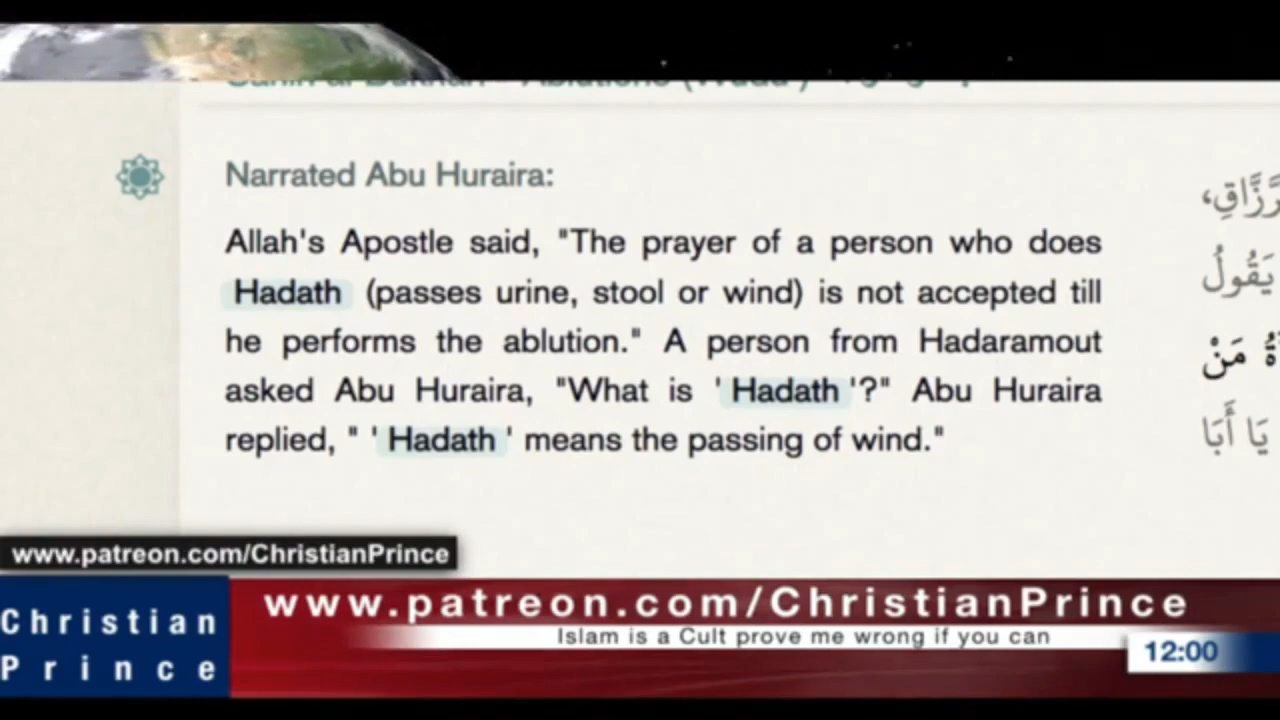 Narrated Abu Huraira:
Allah's Apostle said, "The prayer of a person who does
Hadath (passes urine, stool or wind) is not accepted till
he performs the ablution." A person from Hadaramout
asked Abu Huraira, "What is ' Hadath '?" Abu Huraira
replied, " ' Hadath ' means the passing of wind."
يَقُولُ
مَنْ
يَا أَبَا
www.patreon.com/ChristianPrince
Christian
Prince
www.patreon.com/ChristianPrince
Islam is a Cult prove me wrong if you can
12:00